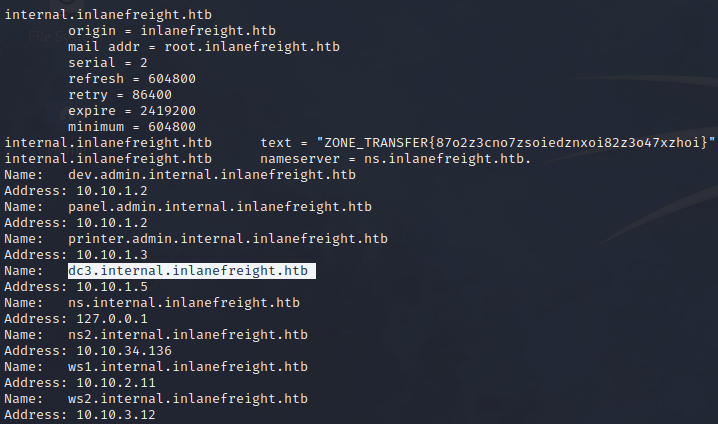 internal.inlanefreight.htb
origin = inlanefreight.htb
mail addr = root.inlanefreight.htb
serial = 2
refresh = 604800
retry = 86400
expire = 2419200
minimum = 604800
internal.inlanefreight.htb text = "ZONE_TRANSFER{87o2z3cno7zsoiedznxoi82z3o47xzhoi}"
internal.inlanefreight.htb nameserver = ns.inlanefreight.htb.
Name: dev.admin.internal.inlanefreight.htb
Address: 10.10.1.2
Name: panel.admin.internal.inlanefreight.htb
Address: 10.10.1.2
Name: printer.admin.internal.inlanefreight.htb
Address: 10.10.1.3
Name: dc3.internal.inlanefreight.htb
Address: 10.10.1.5
Name: ns.internal.inlanefreight.htb
Address: 127.0.0.1
Name: ns2.internal.inlanefreight.htb
Address: 10.10.34.136
Name: ws1.internal.inlanefreight.htb
Address: 10.10.2.11
Name: ws2.internal.inlanefreight.htb
Address: 10.10.3.12